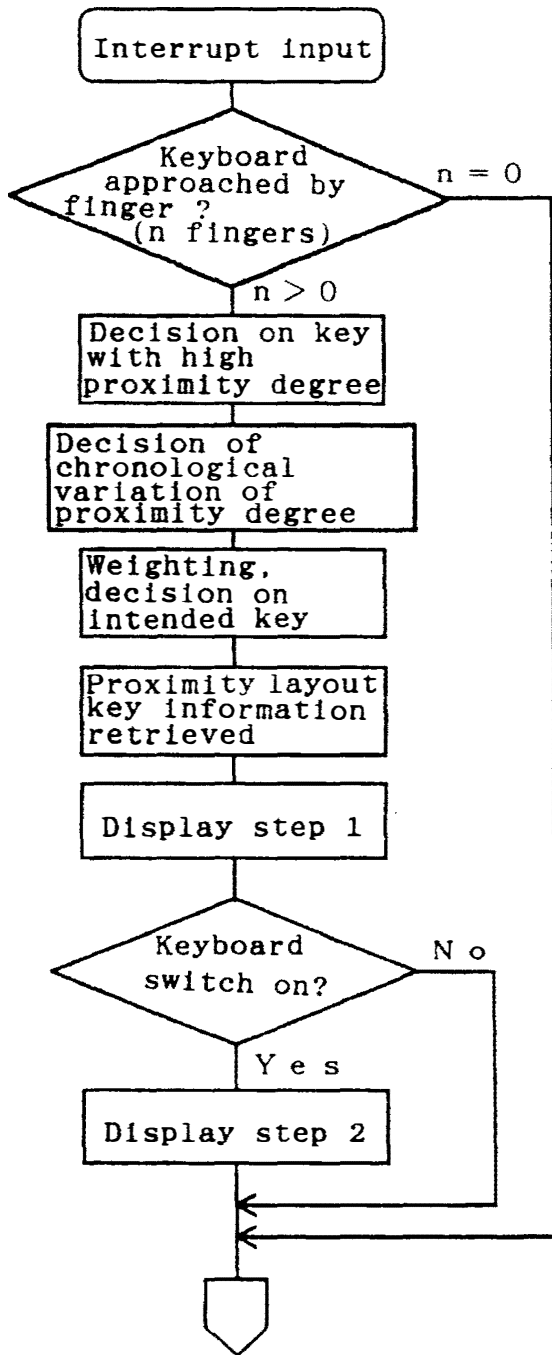 Interrupt input
Keyboard
approached by
finger ?
(n fingers)
n = 0
n > 0
Decision on key
with high
proximity degree
Decision of
chronological
variation of
proximity degree
Weighting,
decision on
intended key
Proximity layout
key information
retrieved
Display step 1
Keyboard
switch on?
No
Yes
Display step 2